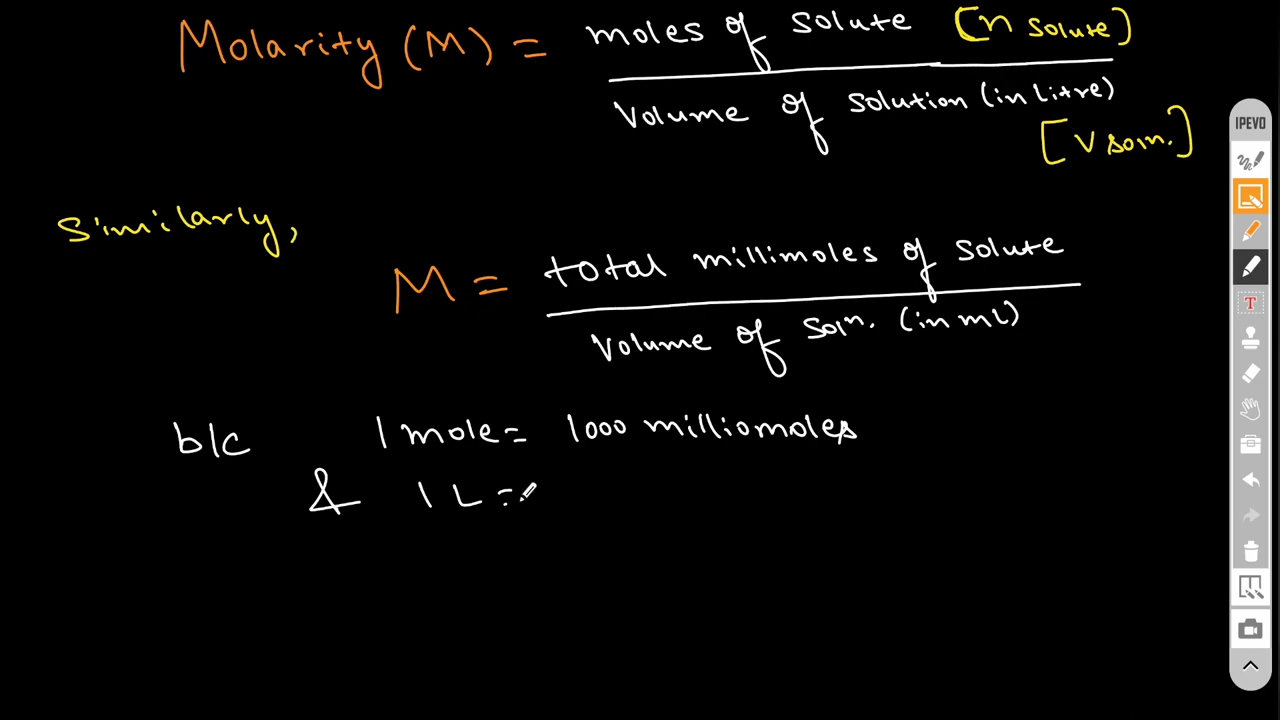 Molarity (M) = moles of solute [n solute]
Volume of solution (in Litre)
[V soln.]
Similarly,
M = total millimoles of solute
Volume of soln. (in mL)
b/c 1 mole = 1000 milliomoles
& 1 L =
IPEVO
T